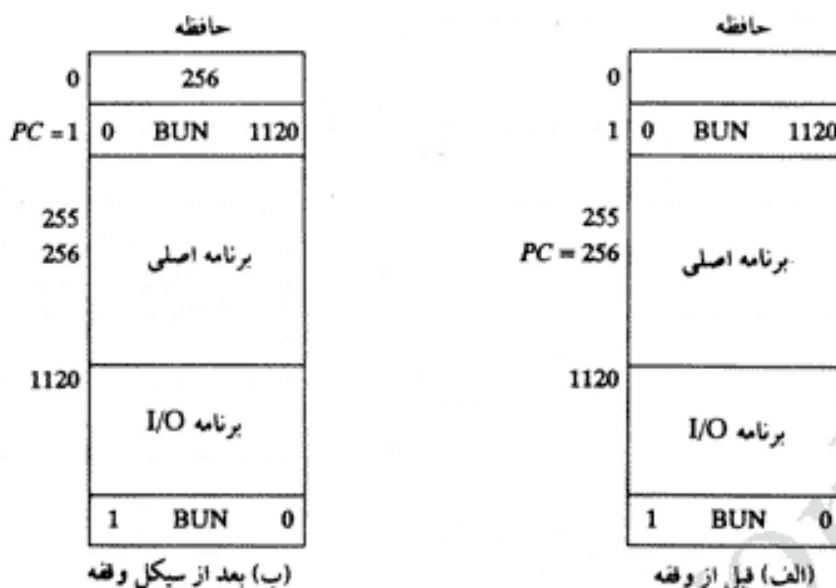 حافظه
0
1 0 BUN 1120
255
PC = 256
برنامه اصلی
1120
برنامه I/O
1 BUN 0
(الف) قبل از وقفه
حافظه
0 256
PC = 1 0 BUN 1120
255
256
برنامه اصلی
1120
برنامه I/O
1 BUN 0
(ب) بعد از سیکل وقفه